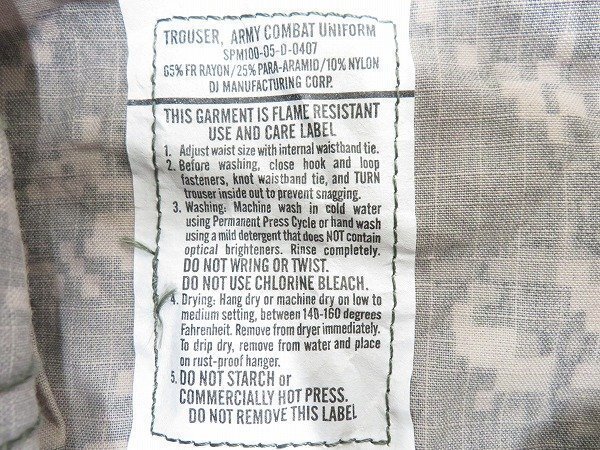 TROUSER, ARMY COMBAT UNIFORM
SPM100-05-D-0407
65% FR RAYON/25% PARA-ARAMID/10% NYLON
DJ MANUFACTURING CORP.
THIS GARMENT IS FLAME RESISTANT
USE AND CARE LABEL
1. Adjust waist size with internal waistband tie.
2. Before washing, close hook and loop
fasteners, knot waistband tie, and TURN
trouser inside out to prevent snagging.
3. Washing: Machine wash in cold water
using Permanent Press Cycle or hand wash
using a mild detergent that does NOT contain
optical brighteners. Rinse completely.
DO NOT WRING OR TWIST.
DO NOT USE CHLORINE BLEACH.
4. Drying: Hang dry or machine dry on low to
medium setting, between 140-160 degrees
Fahrenheit. Remove from dryer immediately.
To drip dry, remove from water and place
on rust-proof hanger.
5. DO NOT STARCH or
COMMERCIALLY HOT PRESS.
DO NOT REMOVE THIS LABEL